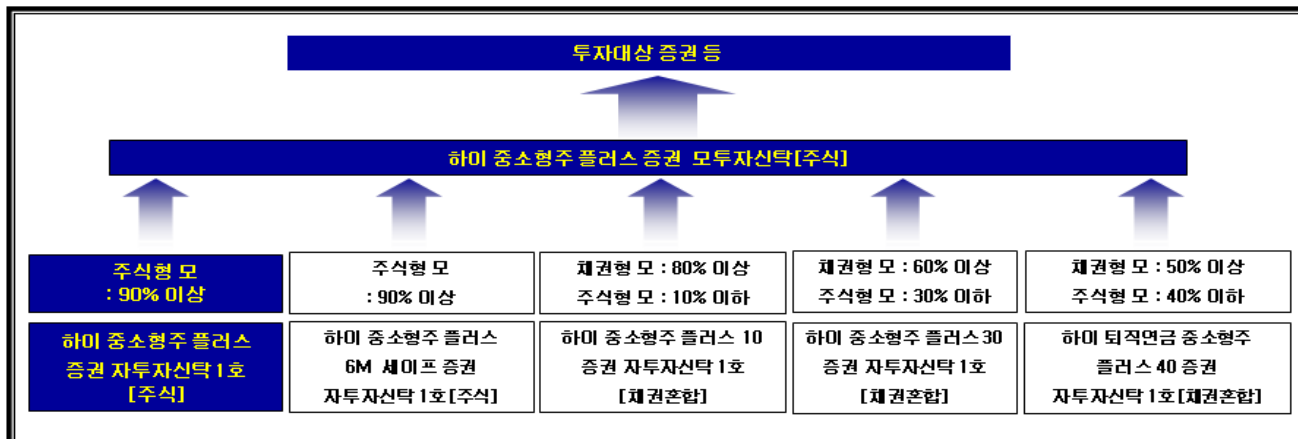 투자대상 증권 등
하이 중소형주 플러스 증권 모투자신탁[주식]
주식형 모
: 90% 이상
주식형 모
: 90% 이상
채권형 모 : 80% 이상
주식형 모 : 10% 이하
채권형 모 : 60% 이상
주식형 모 : 30% 이하
채권형 모 : 50% 이상
주식형 모 : 40% 이하
하이 중소형주 플러스
증권 자투자신탁 1호
[주식]
하이 중소형주 플러스
6M 세이프 증권
자투자신탁 1호[주식]
하이 중소형주 플러스 10
증권 자투자신탁 1호
[채권혼합]
하이 중소형주 플러스30
증권 자투자신탁 1호
[채권혼합]
하이 퇴직연금 중소형주
플러스 40 증권
자투자신탁 1호[채권혼합]